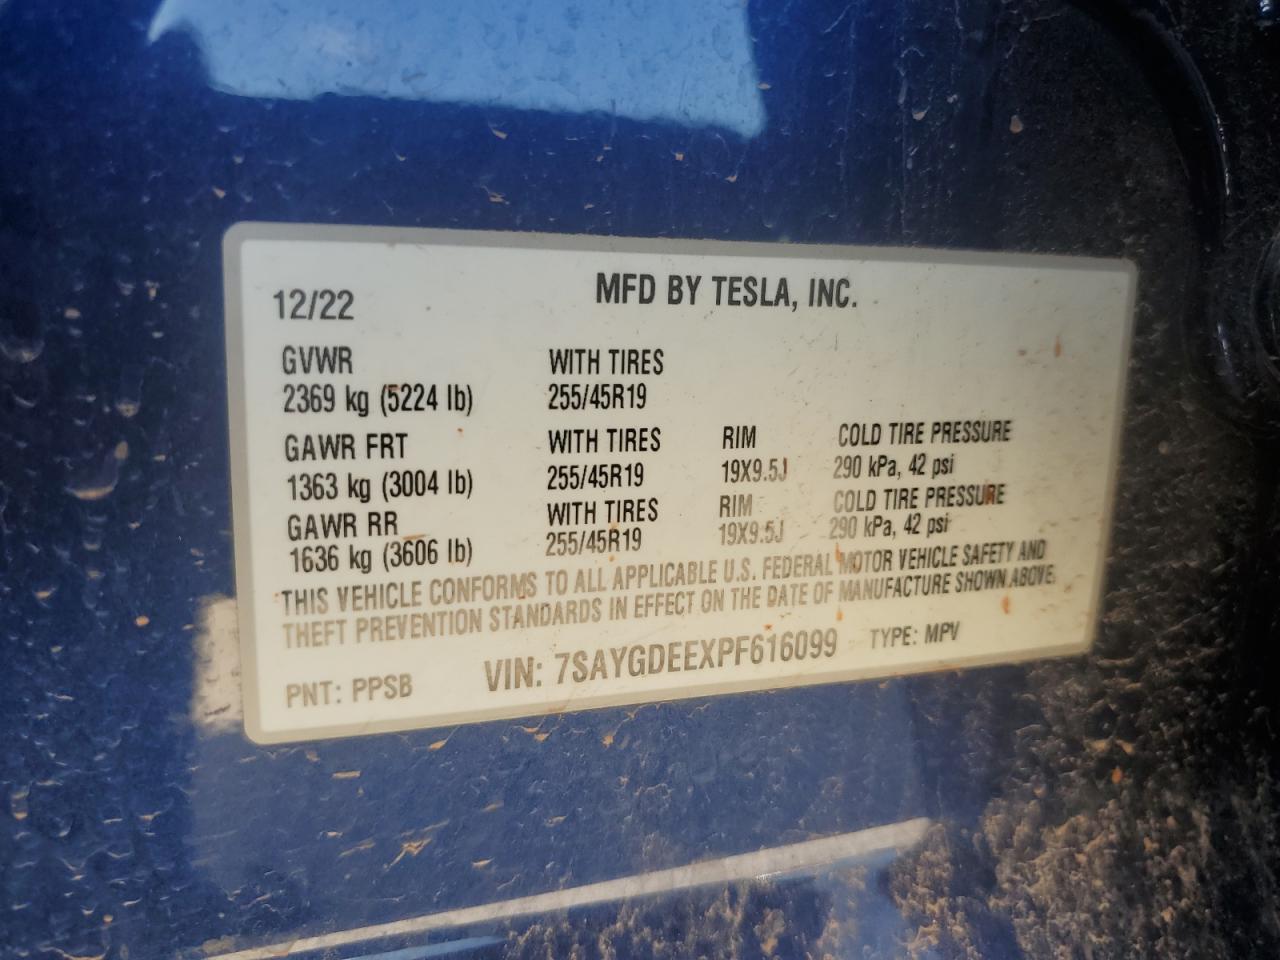 MFD BY TESLA, INC.
12/22
GVWR WITH TIRES
2369 kg (5224 lb) 255/45R19
GAWR FRT WITH TIRES RIM COLD TIRE PRESSURE
1363 kg (3004 lb) 255/45R19 19X9.5J 290 kPa, 42 psi
GAWR RR WITH TIRES RIM COLD TIRE PRESSURE
1636 kg (3606 lb) 255/45R19 19X9.5J 290 kPa, 42 psi
THIS VEHICLE CONFORMS TO ALL APPLICABLE U.S. FEDERAL MOTOR VEHICLE SAFETY AND
THEFT PREVENTION STANDARDS IN EFFECT ON THE DATE OF MANUFACTURE SHOWN ABOVE.
PNT: PPSB VIN: 7SAYGDEEXPF616099 TYPE: MPV